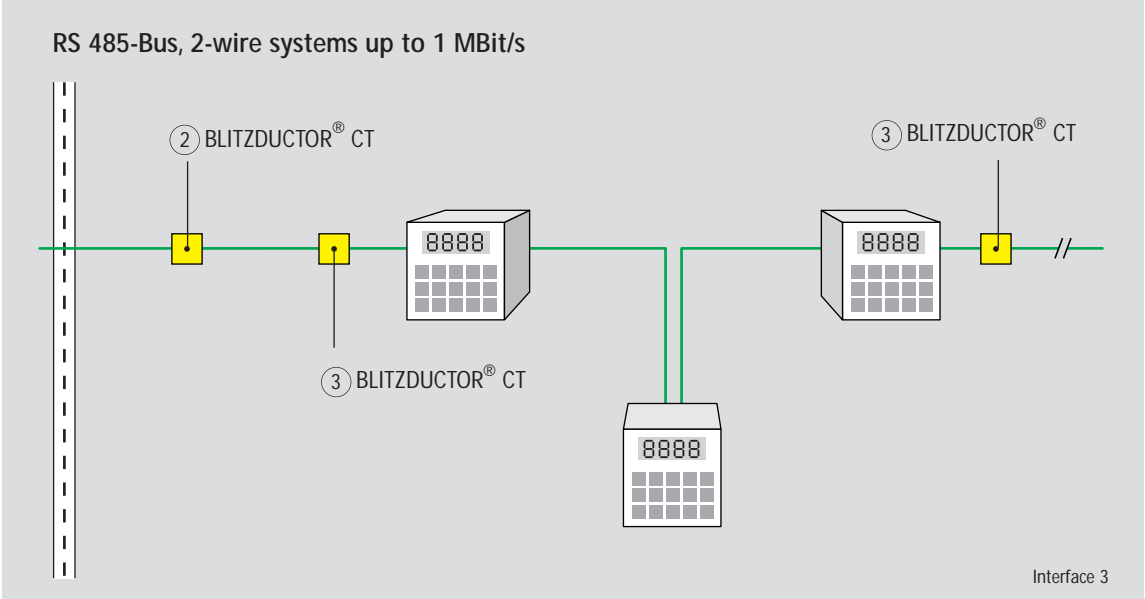 RS 485-Bus, 2-wire systems up to 1 MBit/s
② BLITZDUCTOR® CT
③ BLITZDUCTOR® CT
8888
8888
③ BLITZDUCTOR® CT
8888
Interface 3